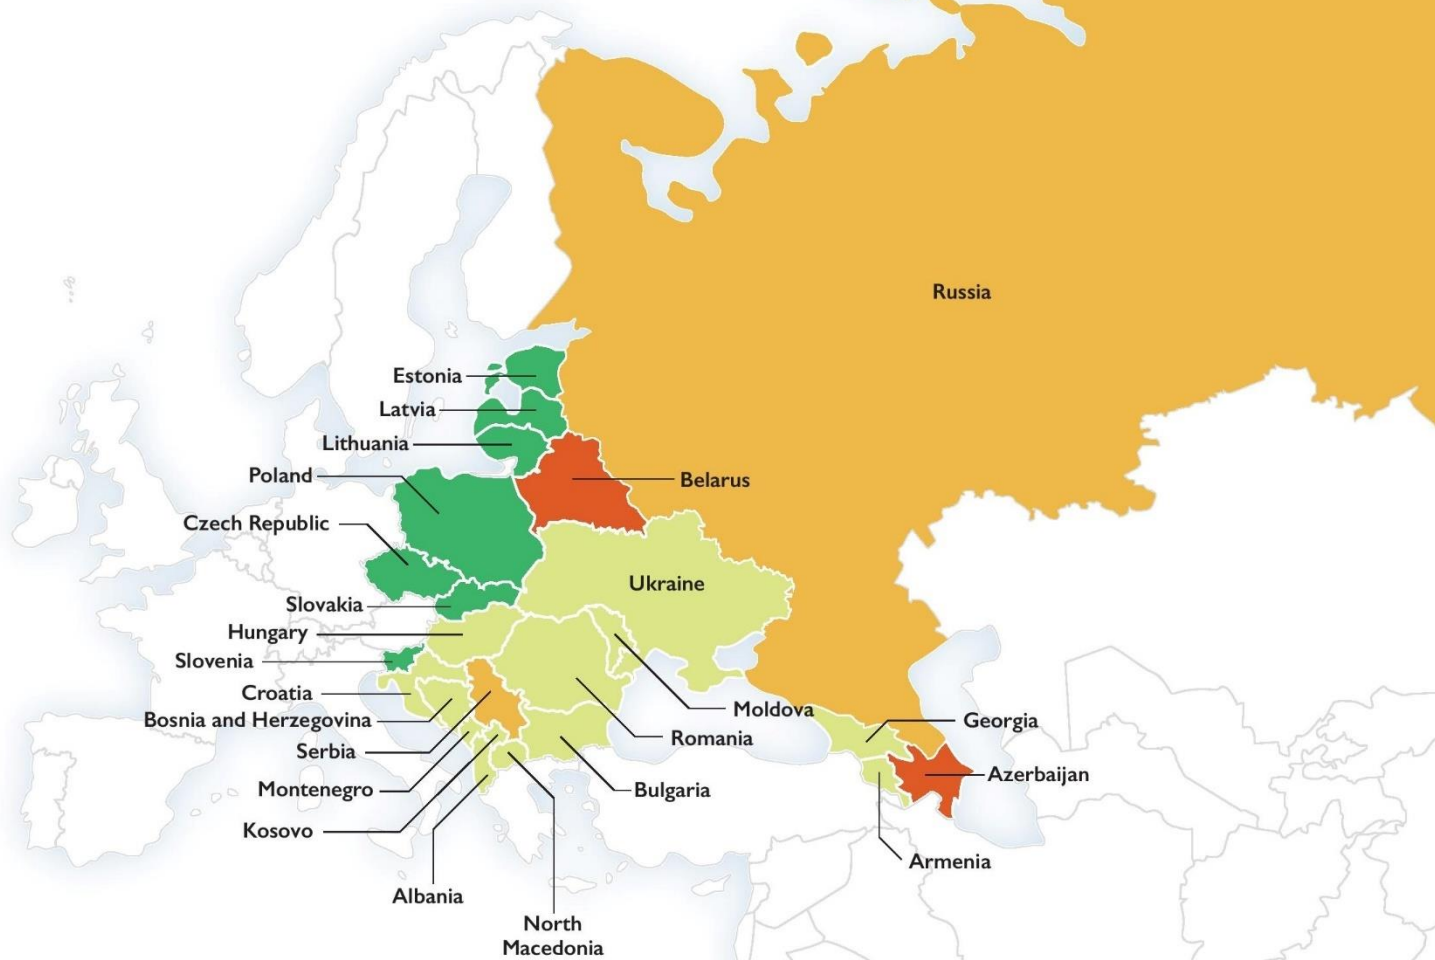 Russia
Estonia
Latvia
Lithuania
Poland
Belarus
Czech Republic
Ukraine
Slovakia
Hungary
Slovenia
Croatia
Moldova
Bosnia and Herzegovina
Georgia
Romania
Serbia
Azerbaijan
Montenegro
Bulgaria
Kosovo
Armenia
Albania
North
Macedonia